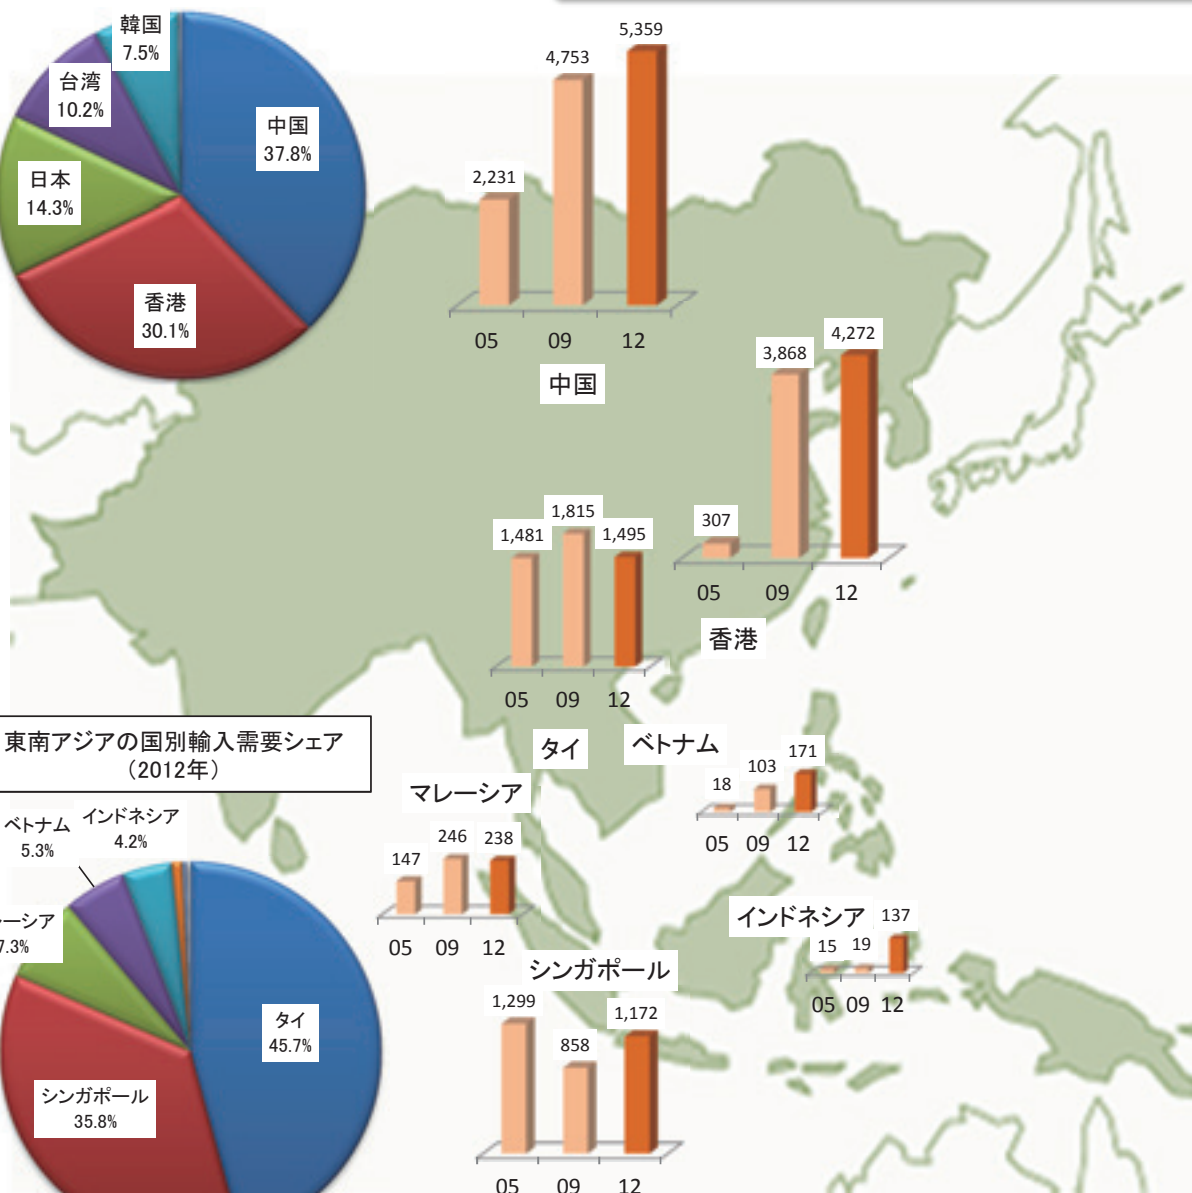 韓国
7.5%
台湾
10.2%
中国
37.8%
日本
14.3%
香港
30.1%
2,231
4,753
5,359
05
09
12
中国
307
3,868
4,272
05
09
12
香港
1,481
1,815
1,495
05
09
12
タイ
東南アジアの国別輸入需要シェア
（2012年）
ベトナム
18
103
171
05
09
12
マレーシア
147
246
238
05
09
12
インドネシア
15
19
137
05
09
12
シンガポール
1,299
858
1,172
05
09
12
ベトナム
5.3%
インドネシア
4.2%
ーシア
7.3%
タイ
45.7%
シンガポール
35.8%